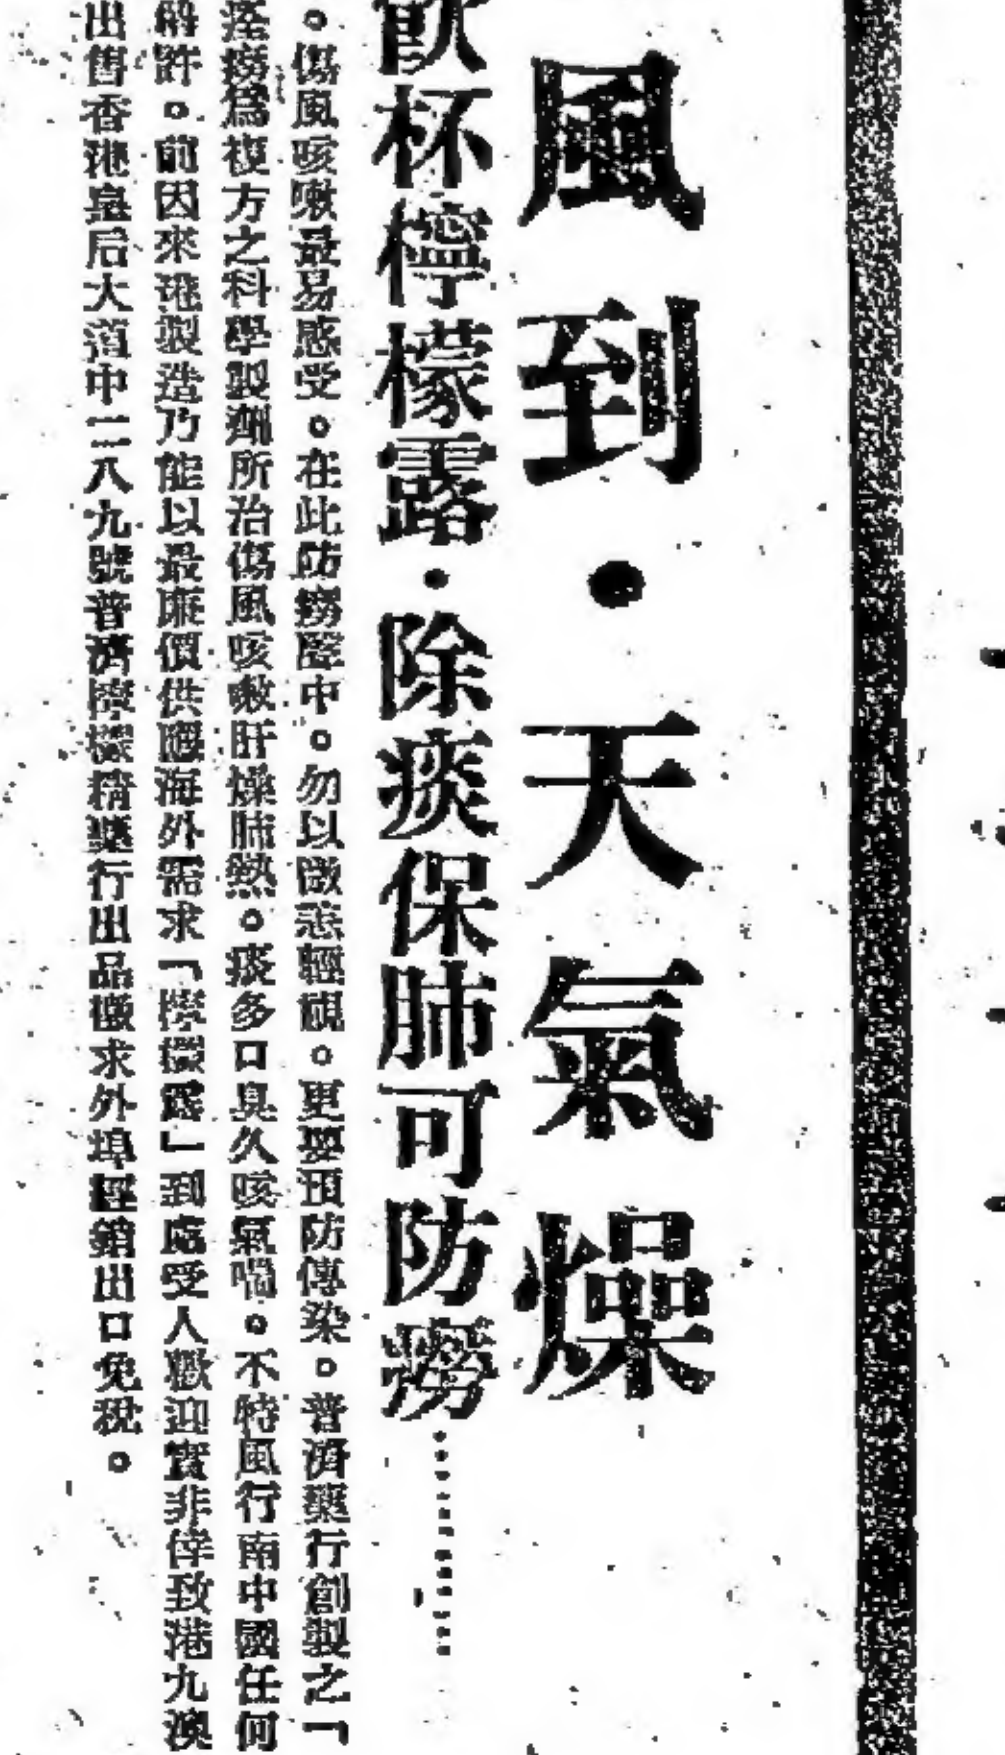 風到·天氣燥
飲杯檸檬露·除痰保肺可防癆………
。傷風咳嗽最易感受。在此防癆聲中。勿以微恙輕視。更要預防傳染。普濟藥行創製之「
痰癆爲複方之科學製劑所治傷風咳嗽肝燥肺熱。痰多口臭久咳氣喘。不特風行南中國任何
許。前因來港製造乃能以最廉價供應海外需求「檸檬露」到處受人歡迎實非倖致港九澳
出售香港皇后大道中二八九號普濟檸檬精藥行出品徵求外埠經銷出口免稅。